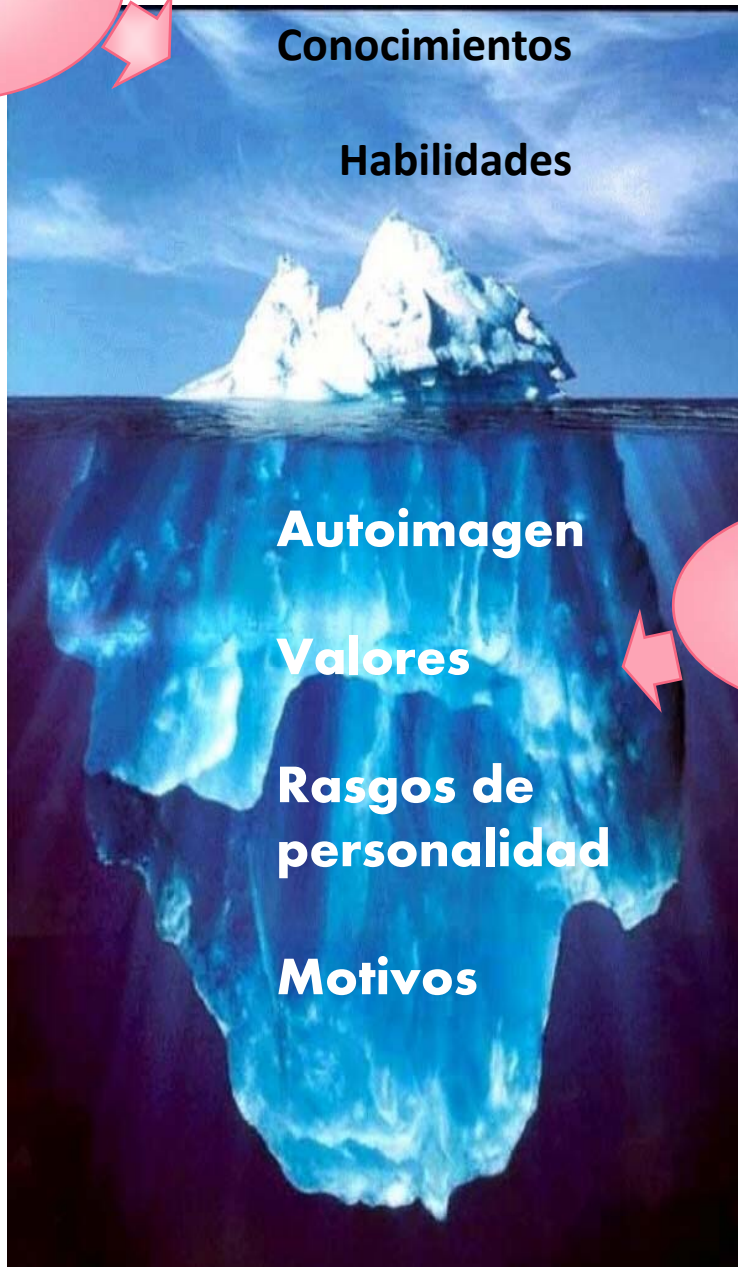 Conocimientos
Habilidades
Autoimagen
Valores
Rasgos de
personalidad
Motivos